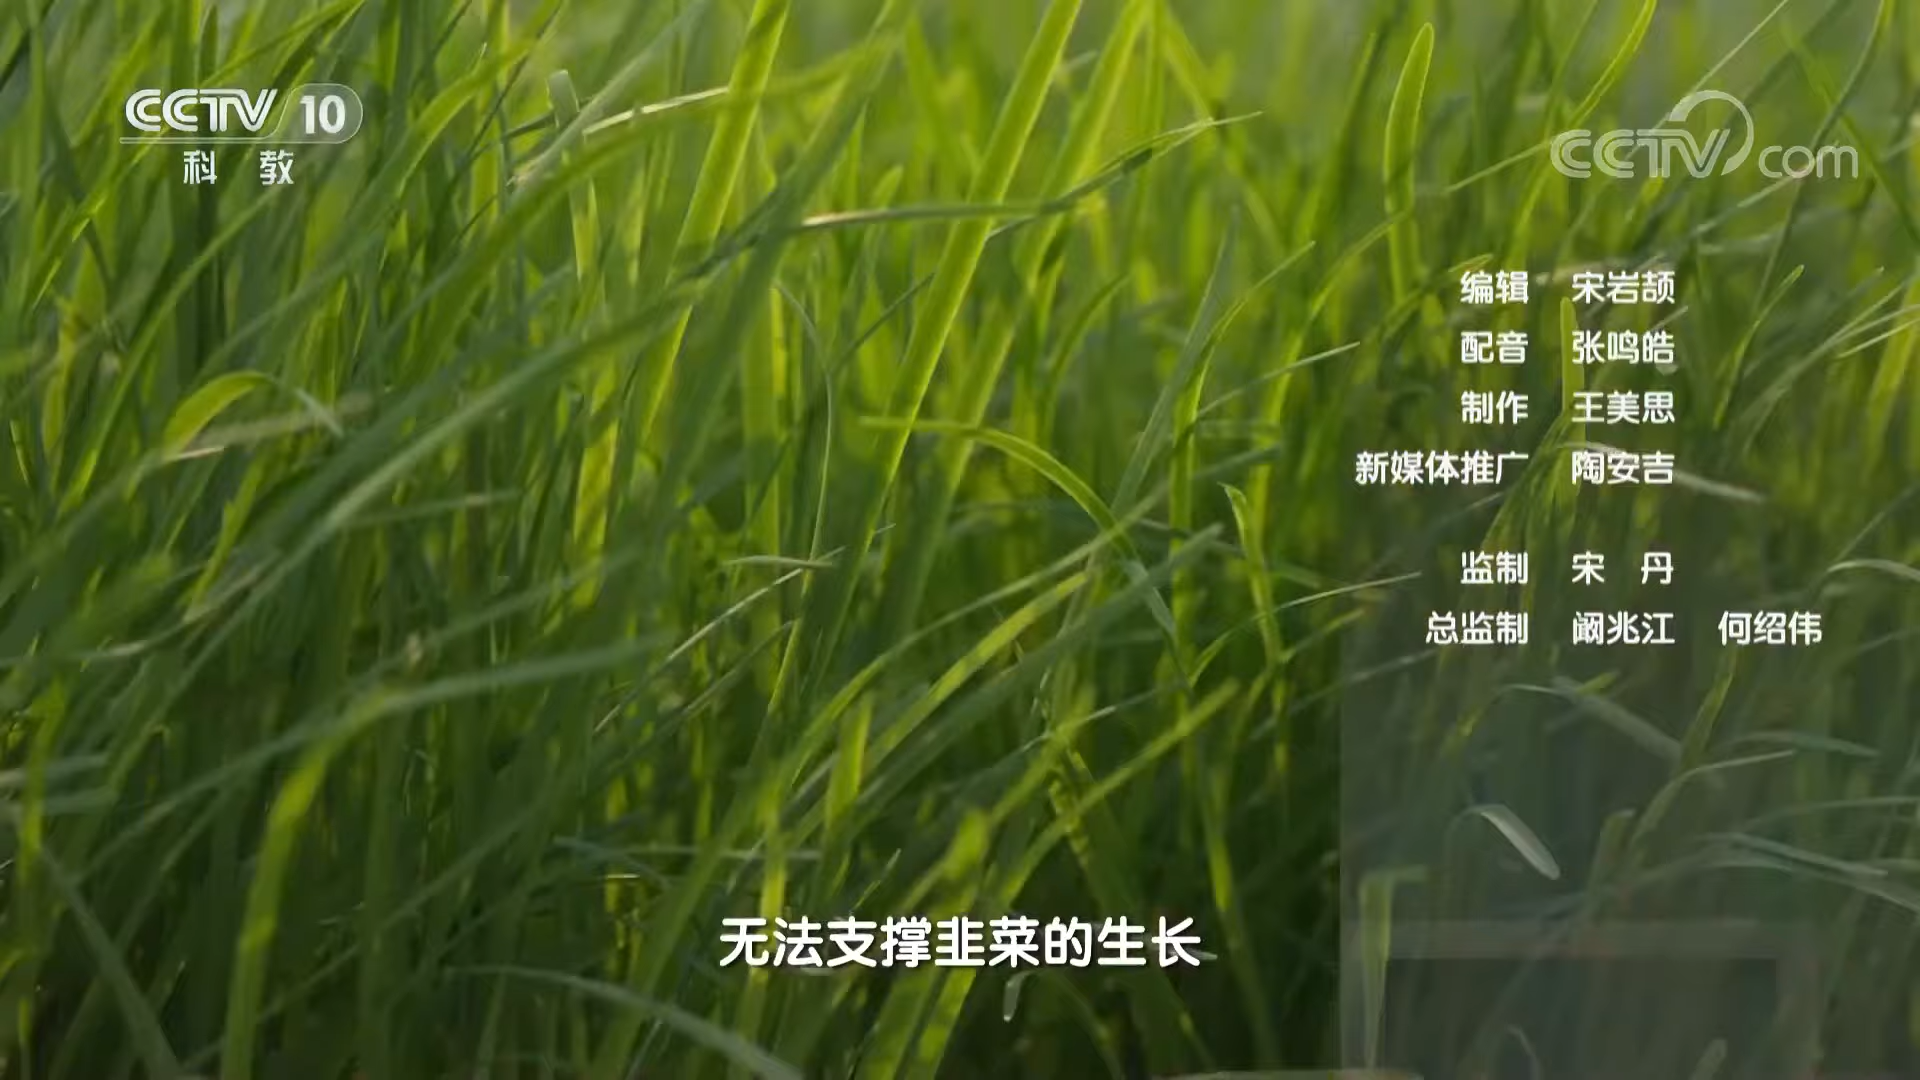 CCTV 10
科 教
CCTV com
编辑 宋岩颉
配音 张鸣皓
制作 王美思
新媒体推广 陶安吉
监制 宋 丹
总监制 阚兆江 何绍伟
无法支撑韭菜的生长